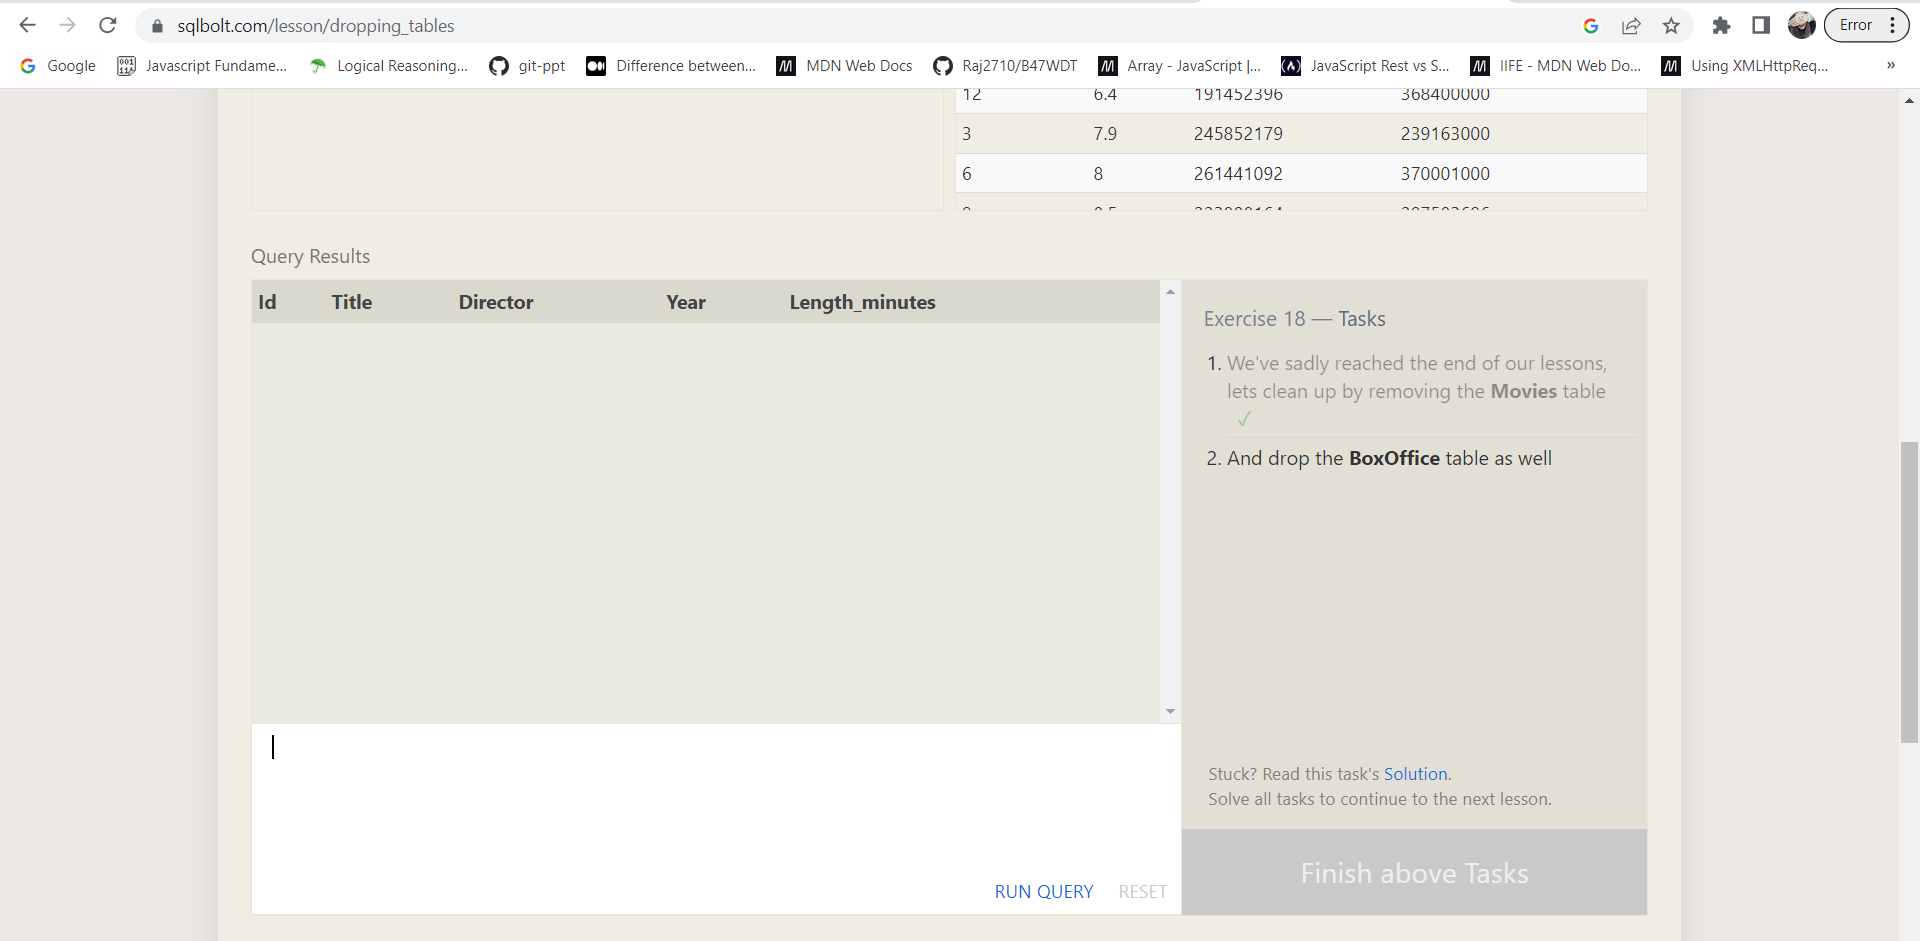 sqlbolt.com/lesson/dropping_tables
Error
Google
Javascript Fundame...
Logical Reasoning...
git-ppt
Difference between...
MDN Web Docs
Raj2710/B47WDT
Array - JavaScript |...
JavaScript Rest vs S...
IIFE - MDN Web Do...
Using XMLHttpReq...
»
12 6.4 191452396 368400000
3 7.9 245852179 239163000
6 8 261441092 370001000
Query Results
Id Title Director Year Length_minutes
Exercise 18 — Tasks
1. We've sadly reached the end of our lessons,
lets clean up by removing the Movies table
✓
2. And drop the BoxOffice table as well
Stuck? Read this task's Solution.
Solve all tasks to continue to the next lesson.
RUN QUERY RESET
Finish above Tasks